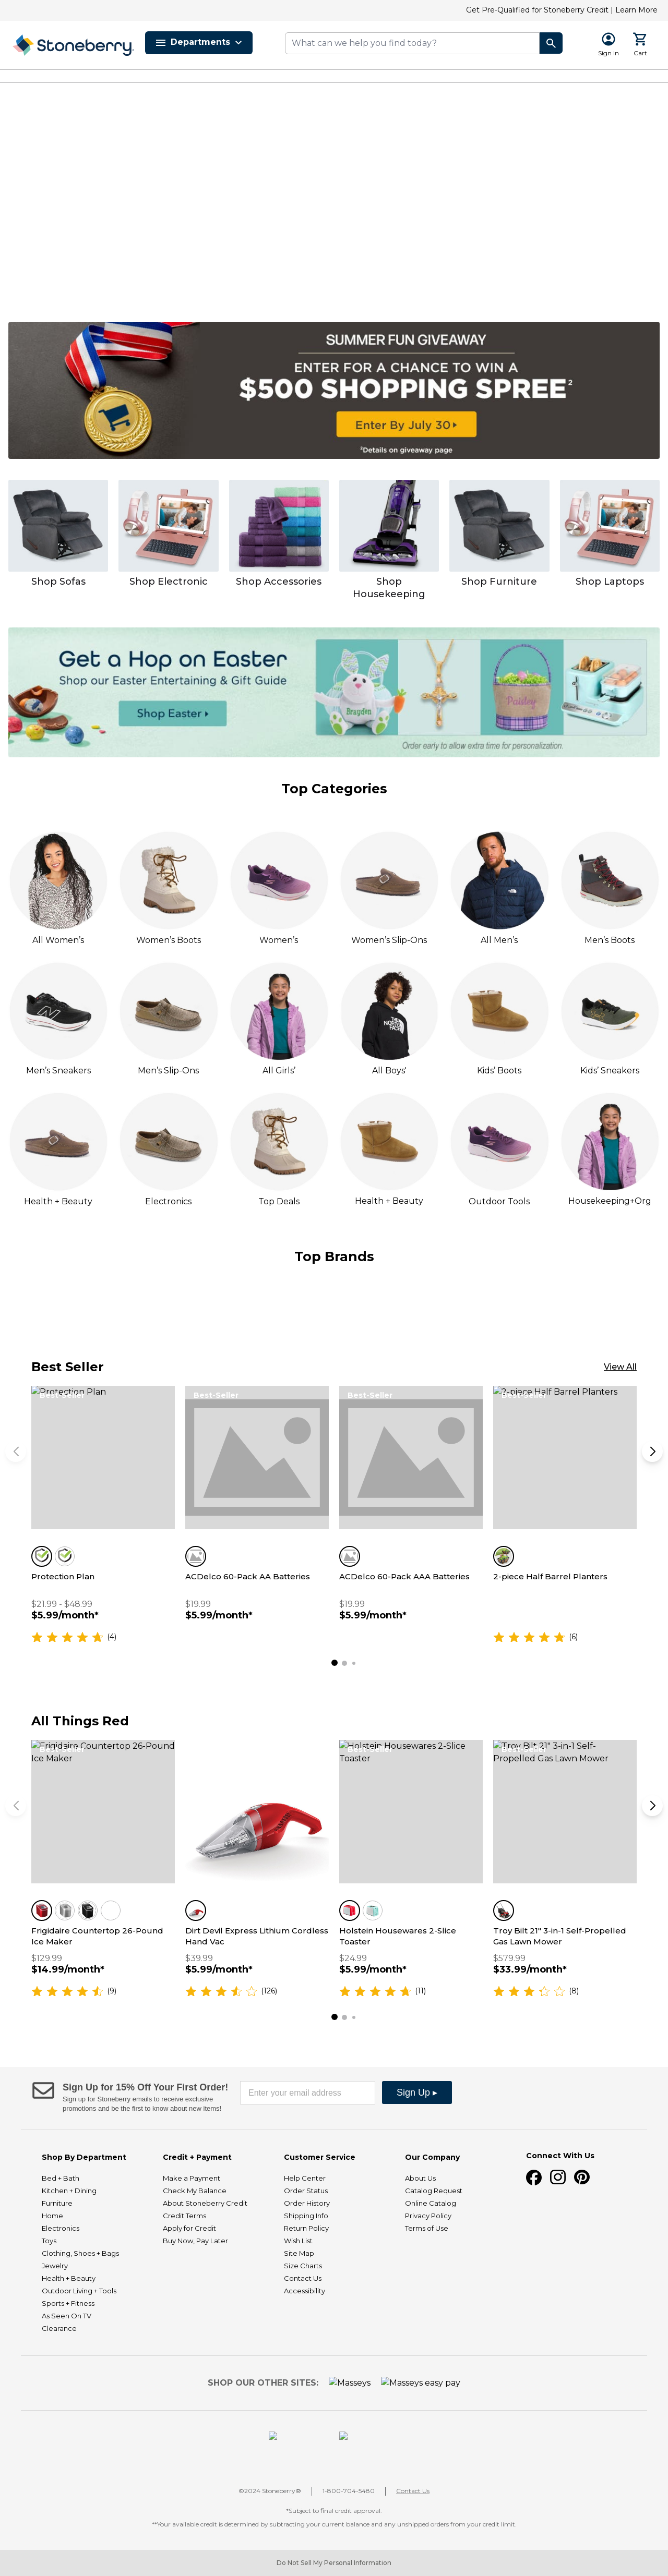 Get Pre-Qualified for Stoneberry Credit | Learn More
Stoneberry.
Departments
What can we help you find today?
Sign In
Cart
SUMMER FUN GIVEAWAY
ENTER FOR A CHANCE TO WIN A
$500 SHOPPING SPREE²
Enter By July 30
²Details on giveaway page
Shop Sofas
Shop Electronic
Shop Accessories
Shop Housekeeping
Shop Furniture
Shop Laptops
Get a Hop on Easter
Shop our Easter Entertaining & Gift Guide
Shop Easter
Brayden
Paisley
Order early to allow extra time for personalization.
Top Categories
All Women's
Women's Boots
Women's
Women's Slip-Ons
All Men's
Men's Boots
Men's Sneakers
Men's Slip-Ons
All Girls'
All Boys'
Kids' Boots
Kids' Sneakers
Health + Beauty
Electronics
Top Deals
Health + Beauty
Outdoor Tools
Housekeeping+Org
Top Brands
Best Seller
View All
Protection Plan
Best-Seller
Best-Seller
Best-Seller
2-piece Half Barrel Planters
Best-Seller
Protection Plan
$21.99 - $48.99
$5.99/month*
(4)
ACDelco 60-Pack AA Batteries
$19.99
$5.99/month*
ACDelco 60-Pack AAA Batteries
$19.99
$5.99/month*
2-piece Half Barrel Planters
(6)
All Things Red
Frigidaire Countertop 26-Pound Ice Maker
Best-Seller
Holstein Housewares 2-Slice Toaster
Best-Seller
Troy Bilt 21" 3-in-1 Self-Propelled Gas Lawn Mower
Best-Seller
Frigidaire Countertop 26-Pound Ice Maker
$129.99
$14.99/month*
(9)
Dirt Devil Express Lithium Cordless Hand Vac
$39.99
$5.99/month*
(126)
Holstein Housewares 2-Slice Toaster
$24.99
$5.99/month*
(11)
Troy Bilt 21" 3-in-1 Self-Propelled Gas Lawn Mower
$579.99
$33.99/month*
(8)
Sign Up for 15% Off Your First Order!
Sign up for Stoneberry emails to receive exclusive
promotions and be the first to know about new items!
Enter your email address
Sign Up ▸
Shop By Department
Bed + Bath
Kitchen + Dining
Furniture
Home
Electronics
Toys
Clothing, Shoes + Bags
Jewelry
Health + Beauty
Outdoor Living + Tools
Sports + Fitness
As Seen On TV
Clearance
Credit + Payment
Make a Payment
Check My Balance
About Stoneberry Credit
Credit Terms
Apply for Credit
Buy Now, Pay Later
Customer Service
Help Center
Order Status
Order History
Shipping Info
Return Policy
Wish List
Site Map
Size Charts
Contact Us
Accessibility
Our Company
About Us
Catalog Request
Online Catalog
Privacy Policy
Terms of Use
Connect With Us
SHOP OUR OTHER SITES:
Masseys
Masseys easy pay
©2024 Stoneberry®
1-800-704-5480
Contact Us
*Subject to final credit approval.
**Your available credit is determined by subtracting your current balance and any unshipped orders from your credit limit.
Do Not Sell My Personal Information